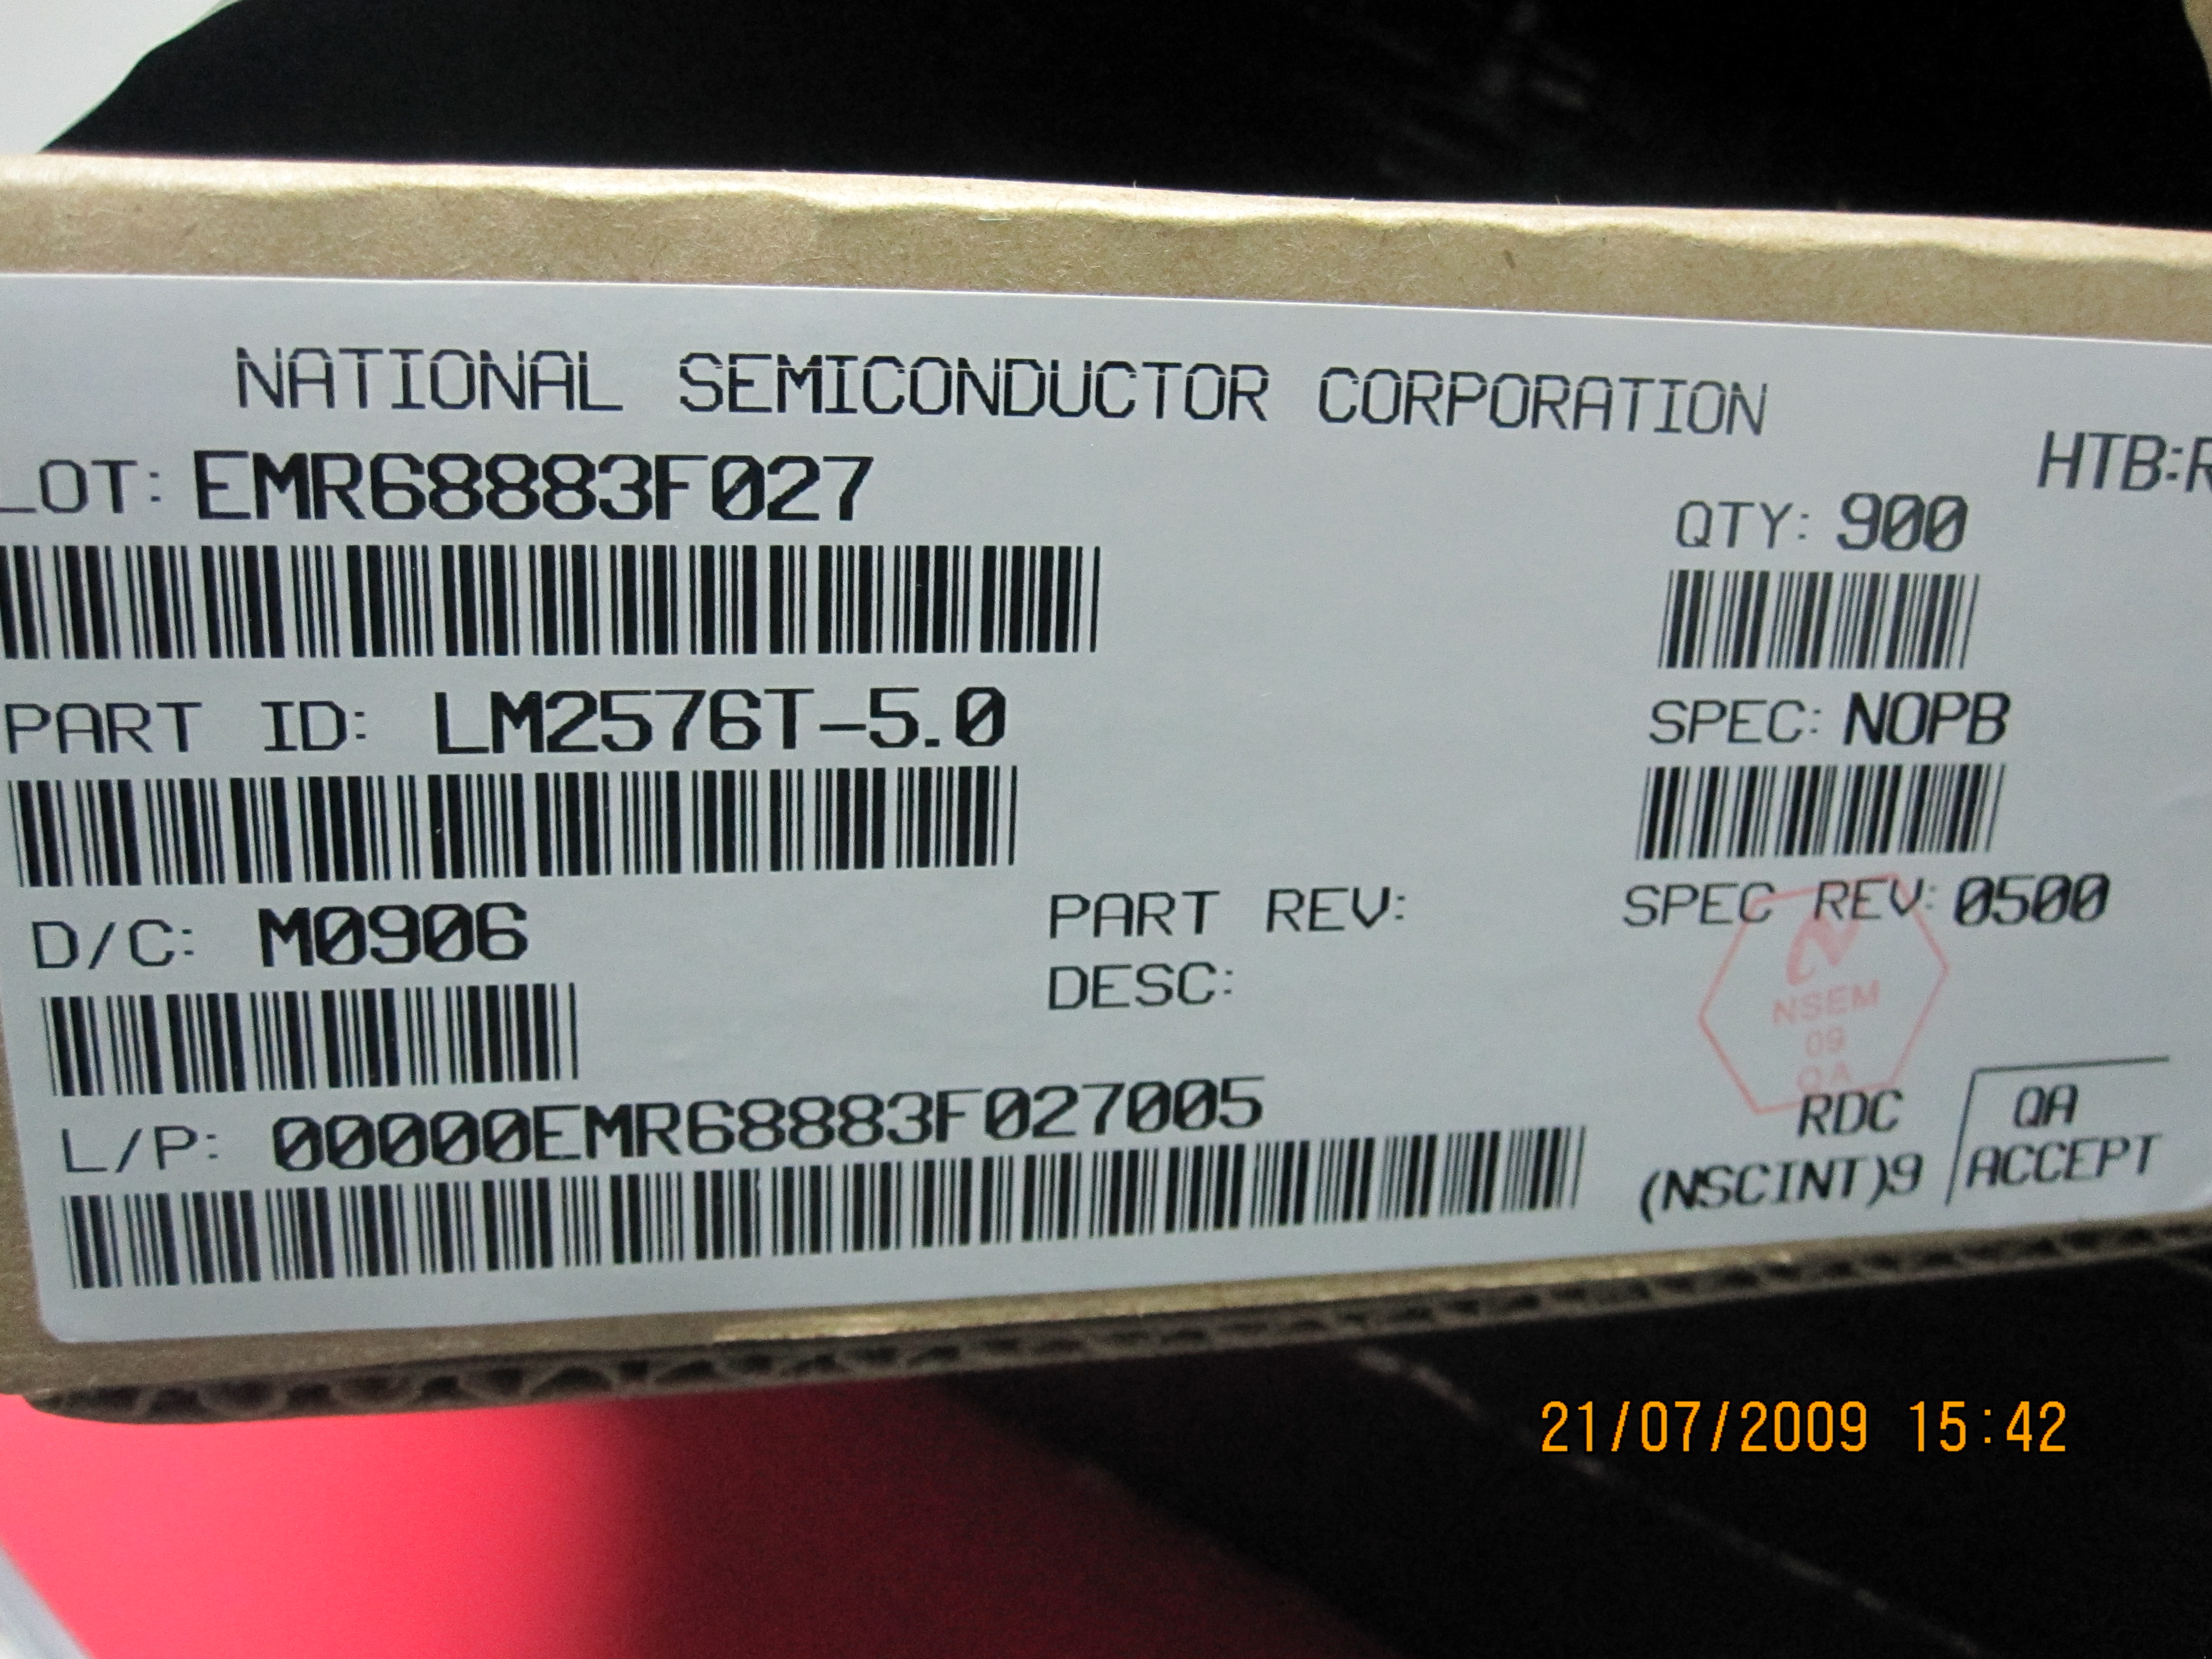 NATIONAL SEMICONDUCTOR CORPORATION
HTB:R
LOT: EMR68883F027
QTY: 900
PART ID: LM2576T-5.0
SPEC: NOPB
D/C: M0906
PART REV:
SPEC REV: 0500
DESC:
NSEM
09
QA
L/P: 00000EMR68883F027005
RDC
(NSCINT)9
QA
ACCEPT
21/07/2009 15:42